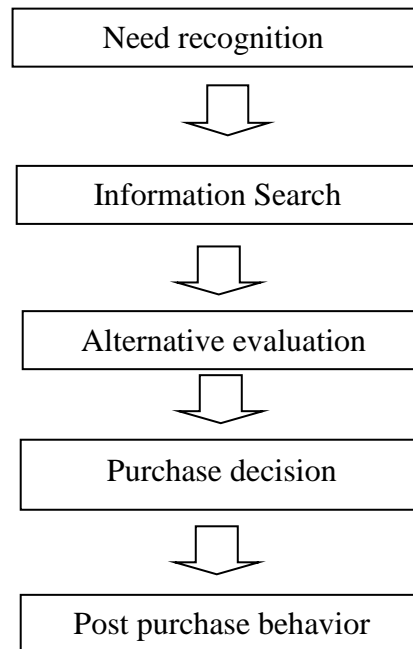 Need recognition
Information Search
Alternative evaluation
Purchase decision
Post purchase behavior